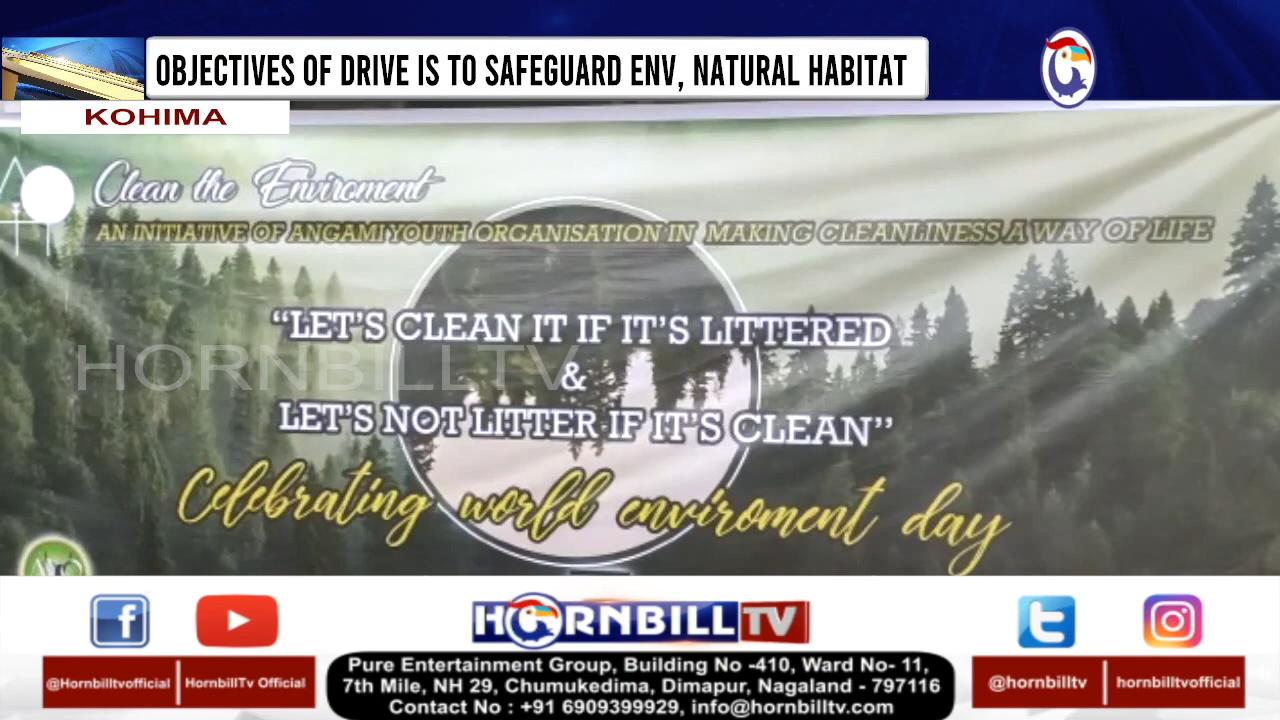 OBJECTIVES OF DRIVE IS TO SAFEGUARD ENV, NATURAL HABITAT
KOHIMA
Clean the Enviroment
AN INITIATIVE OF ANGAMI YOUTH ORGANISATION IN MAKING CLEANLINESS A WAY OF LIFE
“LET'S CLEAN IT IF IT'S LITTERED
&
LET'S NOT LITTER IF IT'S CLEAN”
HORNBILLTV
Celebrating world enviroment day
HORNBILL TV
@Hornbilltvofficial
HornbillTv Official
Pure Entertainment Group, Building No -410, Ward No- 11,
7th Mile, NH 29, Chumukedima, Dimapur, Nagaland - 797116
Contact No : +91 6909399929, info@hornbilltv.com
@hornbilltv
hornbilltvofficial